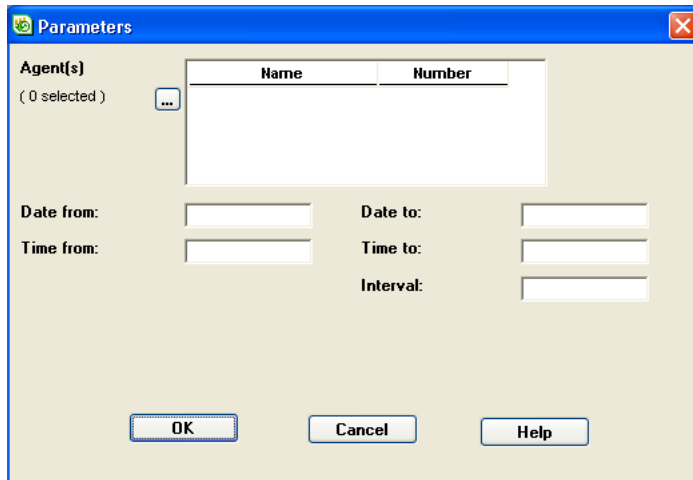 Parameters
Agent(s)
Name Number
( 0 selected ) ...
Date from: Date to:
Time from: Time to:
Interval:
OK Cancel Help